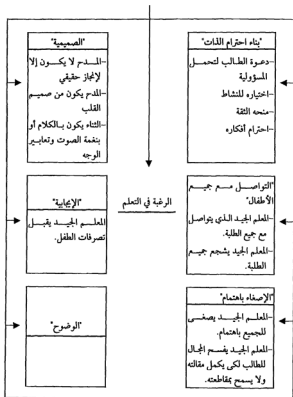 "بناء احترام الذات"
-دعوة الطالب لتحمل
المسؤولية
-اختياره للنشاط
-منحه الثقة
-احترام أفكاره
"الصميمية"
-المدح لا يكون إلا
لإنجاز حقيقي
-المدح يكون من صميم
القلب
-الثناء يكون بالكلام أو
بنغمة الصوت وتعابير
الوجه
الرغبة في التعلم
"التواصل مع جميع
الأطفال"
-المعلم الجيد الذي يتواصل
مع جميع الطلبة.
-المعلم الجيد يشجع جميع
الطلبة.
"الإيجابية"
المعلم الجيد يقبل
تصرفات الطفل.
"الإصغاء باهتمام"
-المعلم الجيد يصغي
للجميع باهتمام.
-المعلم الجيد يفسح المجال
للطالب لكي يكمل مقالته
ولا يسمح بمقاطعته.
"الوضوح"